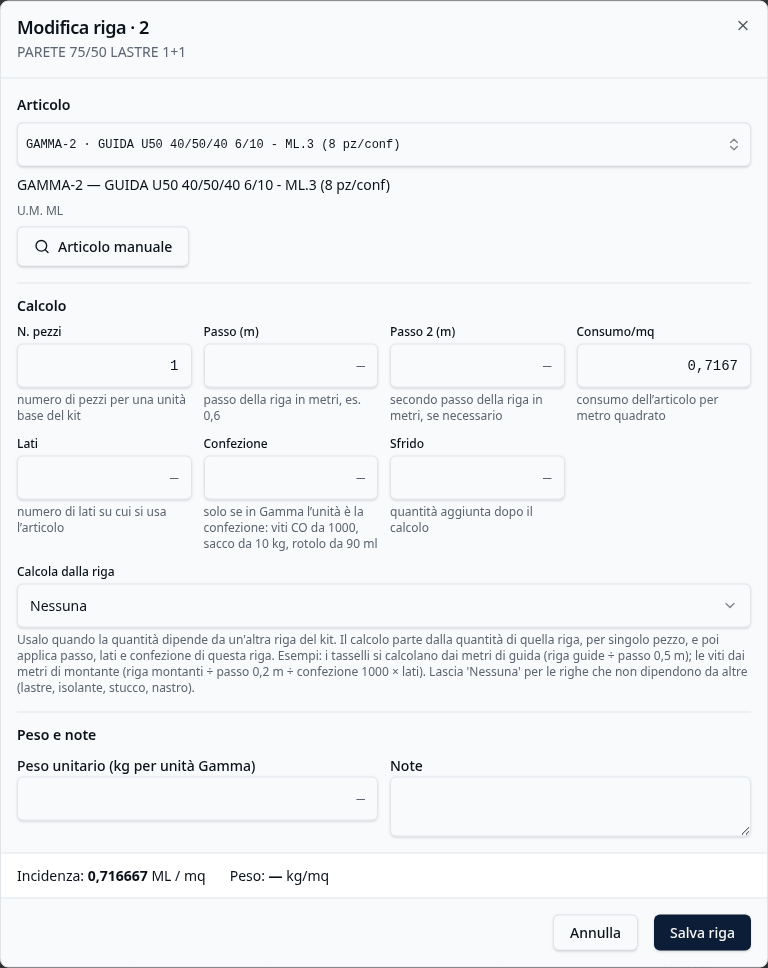 Modifica riga · 2
PARETE 75/50 LASTRE 1+1
Articolo
GAMMA-2 · GUIDA U50 40/50/40 6/10 - ML.3 (8 pz/conf)
GAMMA-2 — GUIDA U50 40/50/40 6/10 - ML.3 (8 pz/conf)
U.M. ML
Articolo manuale
Calcolo
N. pezzi
1
numero di pezzi per una unità
base del kit
Passo (m)
—
passo della riga in metri, es.
0,6
Passo 2 (m)
—
secondo passo della riga in
metri, se necessario
Consumo/mq
0,7167
consumo dell’articolo per
metro quadrato
Lati
—
numero di lati su cui si usa
l’articolo
Confezione
—
solo se in Gamma l’unità è la
confezione: viti CO da 1000,
sacco da 10 kg, rotolo da 90 ml
Sfrido
—
quantità aggiunta dopo il
calcolo
Calcola dalla riga
Nessuna
Usalo quando la quantità dipende da un'altra riga del kit. Il calcolo parte dalla quantità di quella riga, per singolo pezzo, e poi
applica passo, lati e confezione di questa riga. Esempi: i tasselli si calcolano dai metri di guida (riga guide ÷ passo 0,5 m); le viti dai
metri di montante (riga montanti ÷ passo 0,2 m ÷ confezione 1000 × lati). Lascia 'Nessuna' per le righe che non dipendono da altre
(lastre, isolante, stucco, nastro).
Peso e note
Peso unitario (kg per unità Gamma)
—
Note
Incidenza: 0,716667 ML / mq Peso: — kg/mq
Annulla
Salva riga